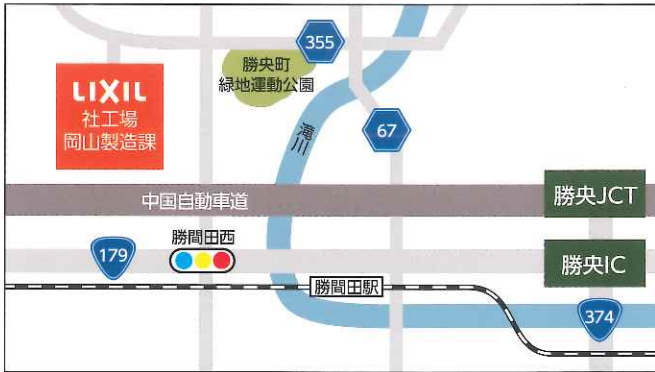 355
勝央町
緑地運動公園
LIXIL
社工場
岡山製造課
滝川
67
中国自動車道
勝央JCT
勝間田西
179
勝央IC
勝間田駅
374